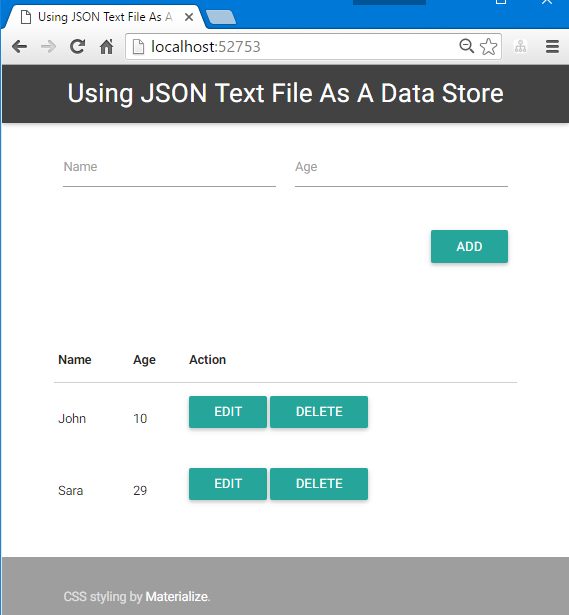 Using JSON Text File As A
localhost:52753
Using JSON Text File As A Data Store
Name Age
ADD
Name Age Action
John 10 EDIT DELETE
Sara 29 EDIT DELETE
CSS styling by Materialize.